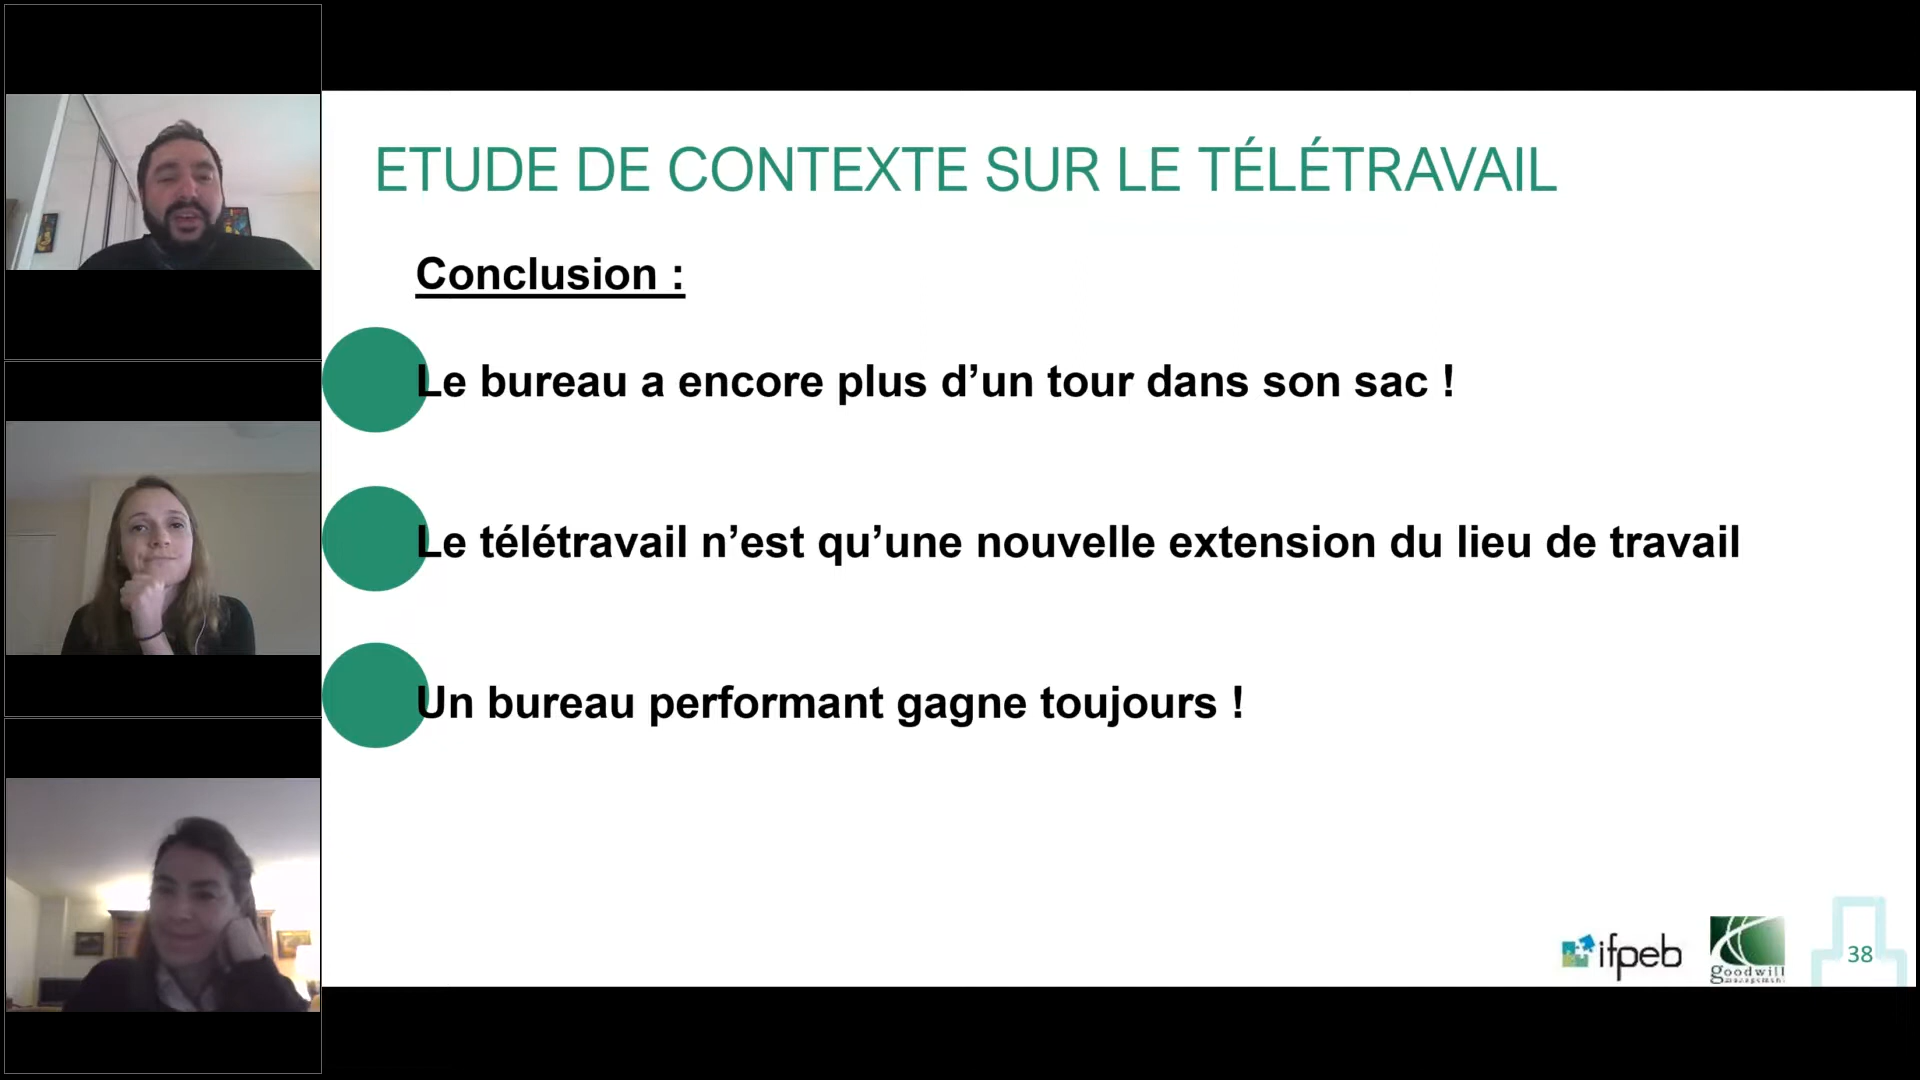 ETUDE DE CONTEXTE SUR LE TÉLÉTRAVAIL
Conclusion :
Le bureau a encore plus d’un tour dans son sac !
Le télétravail n’est qu’une nouvelle extension du lieu de travail
Un bureau performant gagne toujours !
ifpeb
goodwill
management
38